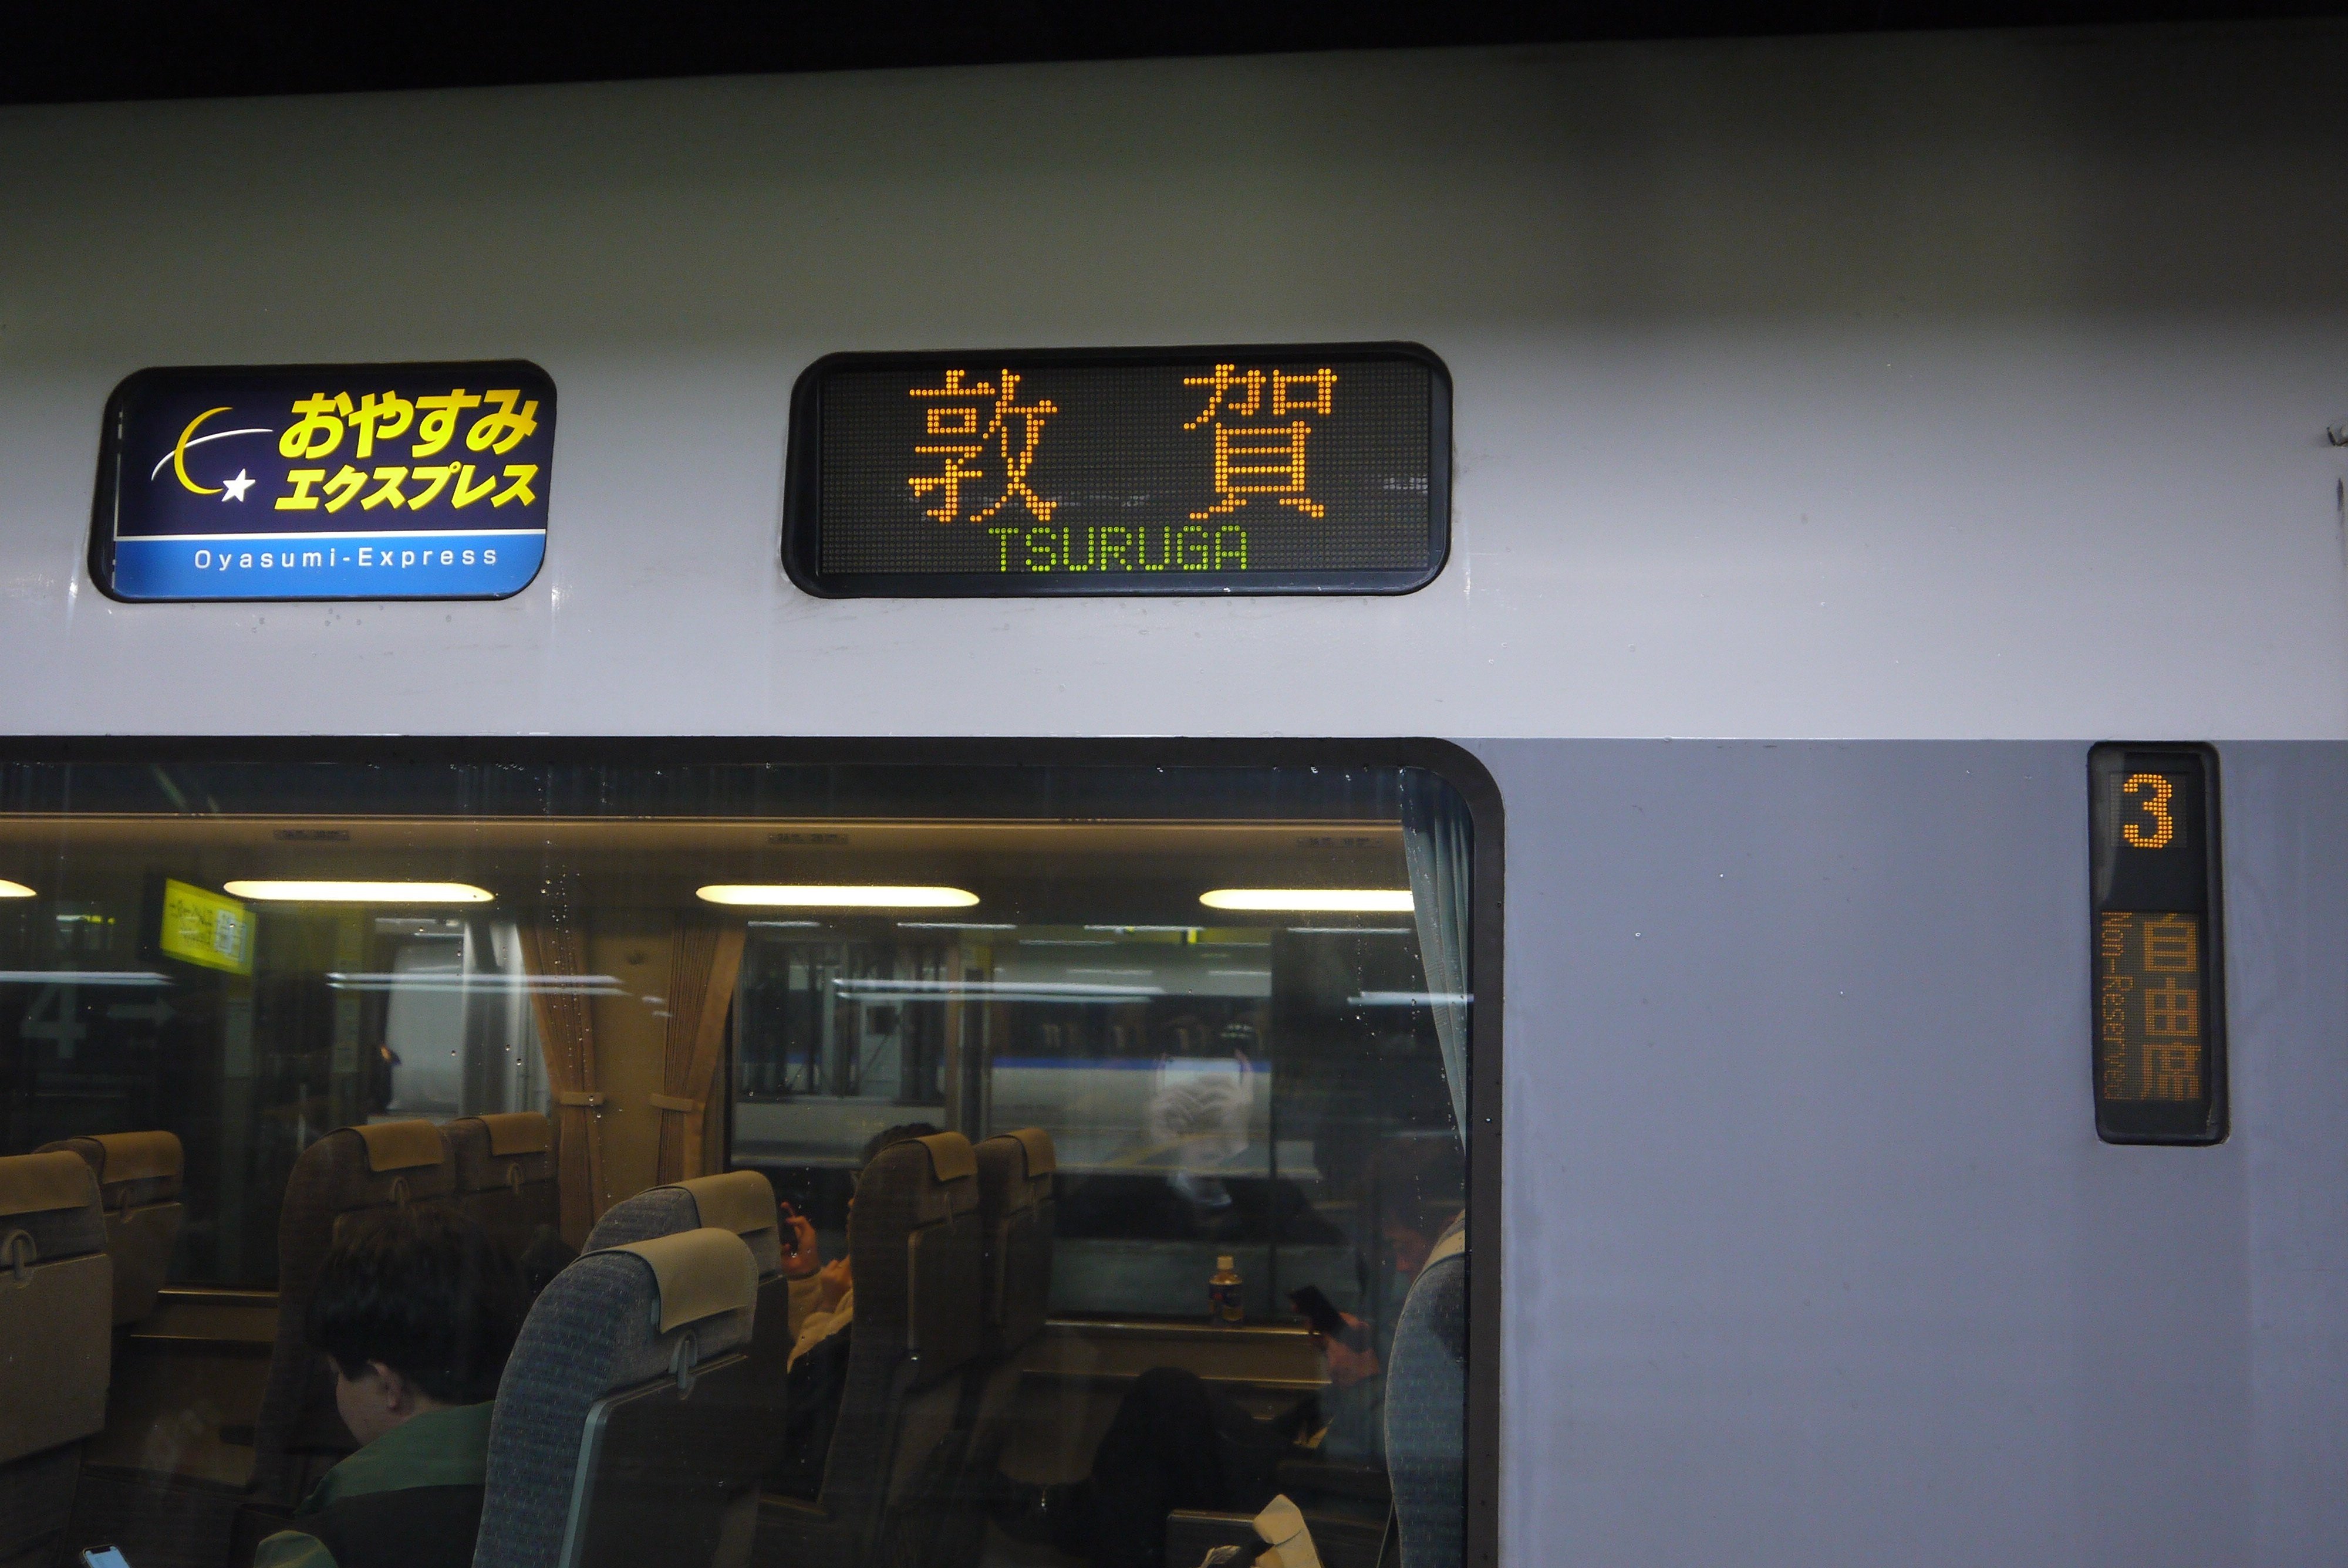 おやすみ
エクスプレス
Oyasumi-Express
敦賀
TSURUGA
3
自由席
Non-Reserved
4